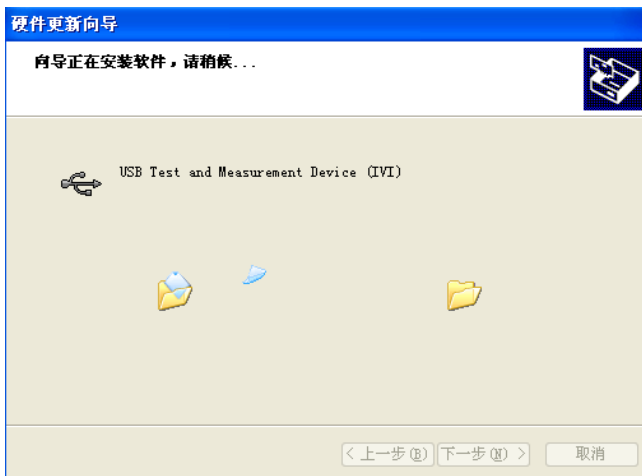 硬件更新向导
向导正在安装软件，请稍候...
USB Test and Measurement Device (IVI)
< 上一步(B) 下一步(N) > 取消